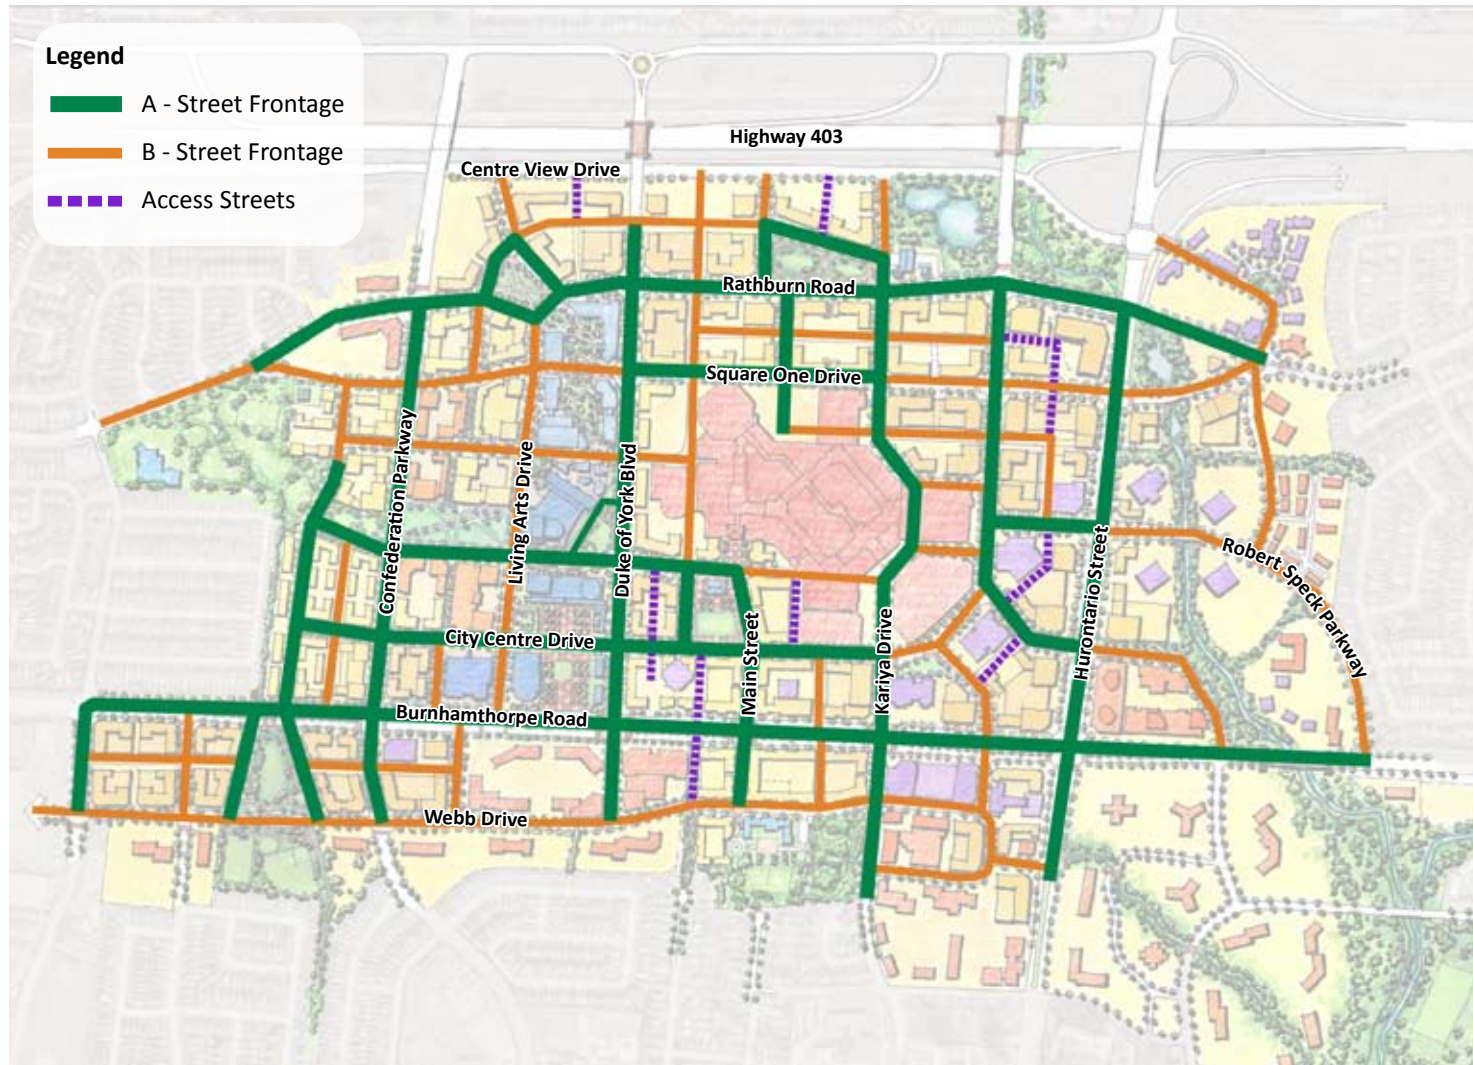 Legend
A - Street Frontage
B - Street Frontage
Access Streets
Highway 403
Centre View Drive
Rathburn Road
Square One Drive
Confederation Parkway
Living Arts Drive
Duke of York Blvd
Robert Speck Parkway
Hurontario Street
City Centre Drive
Main Street
Kariya Drive
Burnhamthorpe Road
Webb Drive